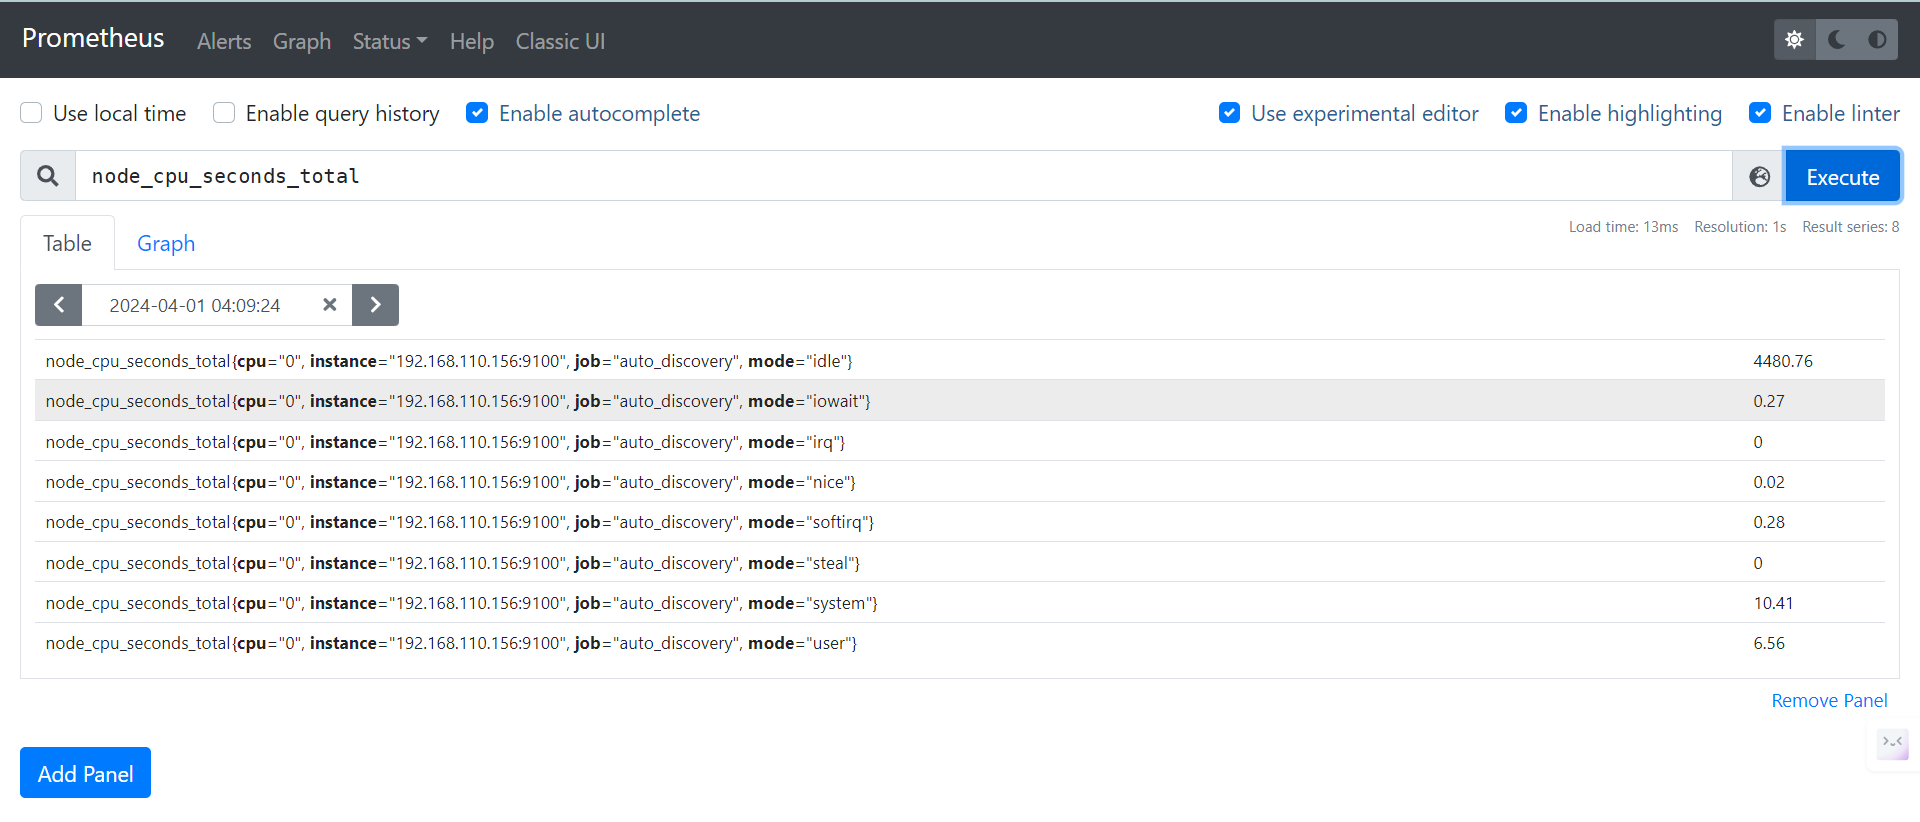 Prometheus Alerts Graph Status Help Classic UI
Use local time Enable query history Enable autocomplete Use experimental editor Enable highlighting Enable linter
node_cpu_seconds_total Execute
Table Graph Load time: 13ms Resolution: 1s Result series: 8
2024-04-01 04:09:24
node_cpu_seconds_total{cpu="0", instance="192.168.110.156:9100", job="auto_discovery", mode="idle"} 4480.76
node_cpu_seconds_total{cpu="0", instance="192.168.110.156:9100", job="auto_discovery", mode="iowait"} 0.27
node_cpu_seconds_total{cpu="0", instance="192.168.110.156:9100", job="auto_discovery", mode="irq"} 0
node_cpu_seconds_total{cpu="0", instance="192.168.110.156:9100", job="auto_discovery", mode="nice"} 0.02
node_cpu_seconds_total{cpu="0", instance="192.168.110.156:9100", job="auto_discovery", mode="softirq"} 0.28
node_cpu_seconds_total{cpu="0", instance="192.168.110.156:9100", job="auto_discovery", mode="steal"} 0
node_cpu_seconds_total{cpu="0", instance="192.168.110.156:9100", job="auto_discovery", mode="system"} 10.41
node_cpu_seconds_total{cpu="0", instance="192.168.110.156:9100", job="auto_discovery", mode="user"} 6.56
Remove Panel
Add Panel